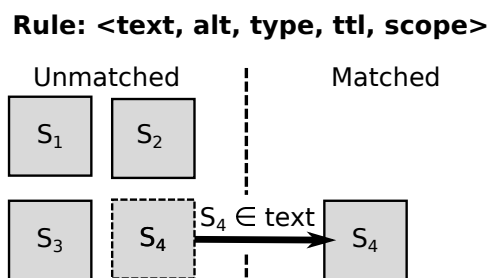 Rule: <text, alt, type, ttl, scope>
Unmatched Matched
S₁ S₂
S₄ ∈ text
S₃ S₄ S₄